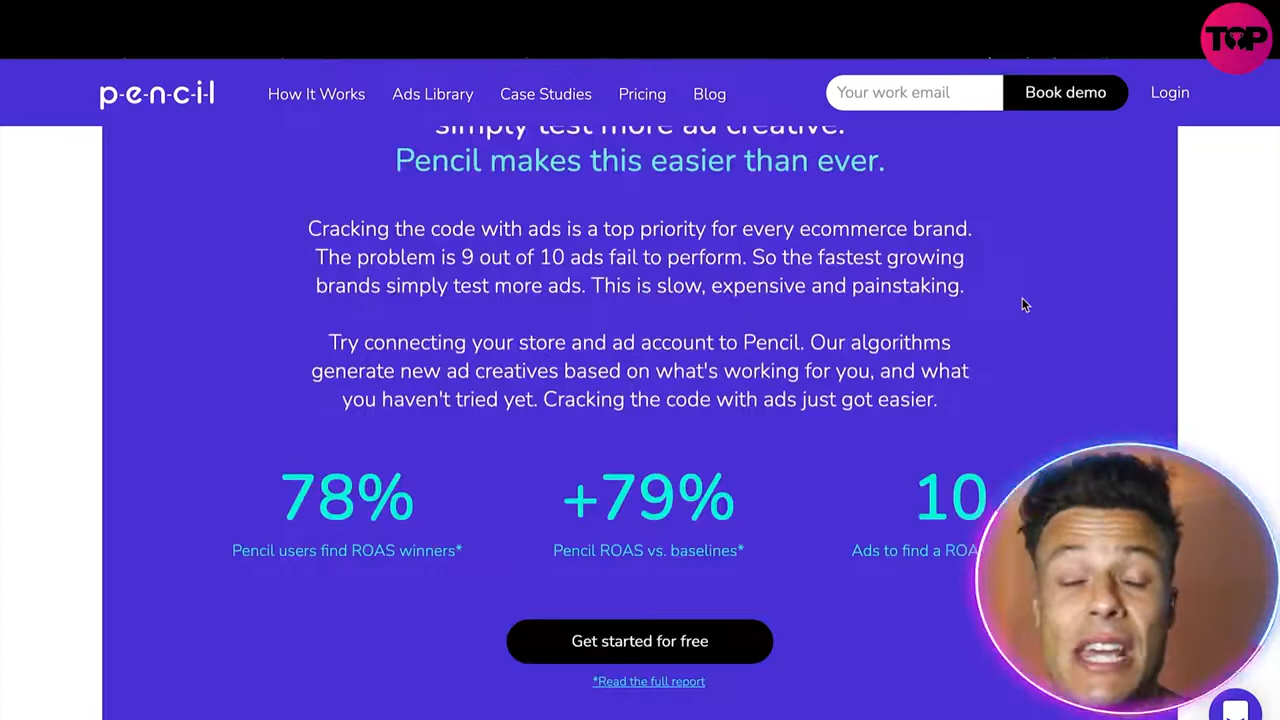 TOP
p-e-n-c-i-l
How It Works
Ads Library
Case Studies
Pricing
Blog
Your work email
Book demo
Login
simply test more ad creative.
Pencil makes this easier than ever.
Cracking the code with ads is a top priority for every ecommerce brand.
The problem is 9 out of 10 ads fail to perform. So the fastest growing
brands simply test more ads. This is slow, expensive and painstaking.
Try connecting your store and ad account to Pencil. Our algorithms
generate new ad creatives based on what's working for you, and what
you haven't tried yet. Cracking the code with ads just got easier.
78%
Pencil users find ROAS winners*
+79%
Pencil ROAS vs. baselines*
10
Ads to find a ROA
Get started for free
*Read the full report